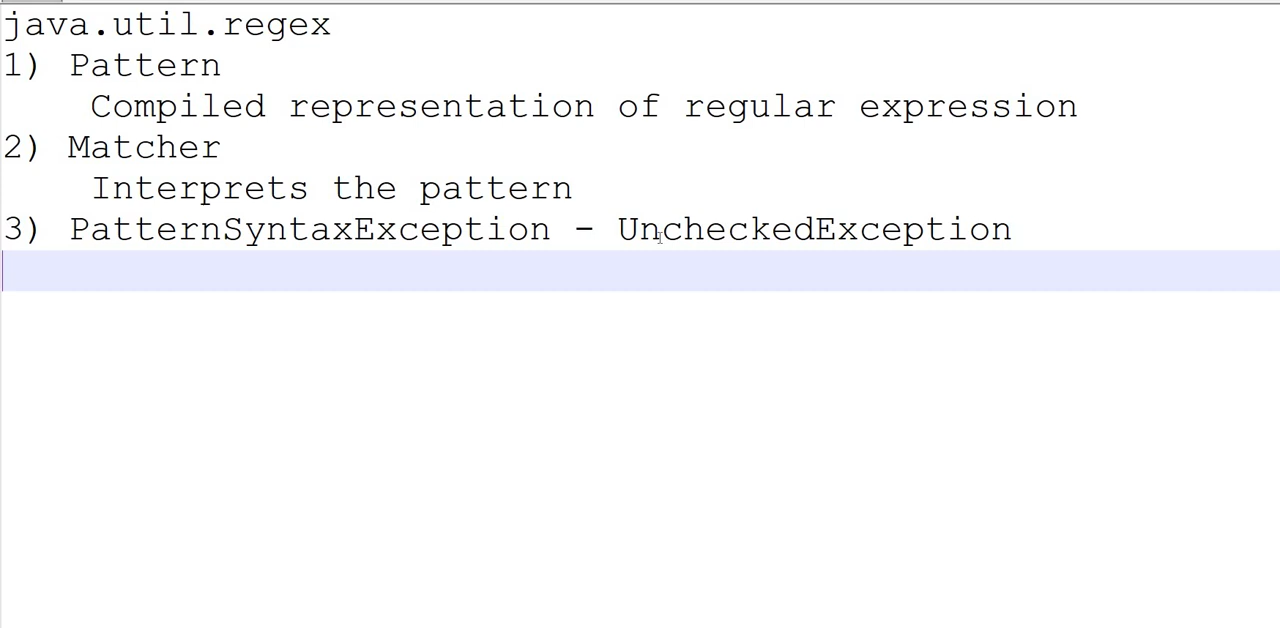 java.util.regex
1) Pattern
Compiled representation of regular expression
2) Matcher
Interprets the pattern
3) PatternSyntaxException - UncheckedException